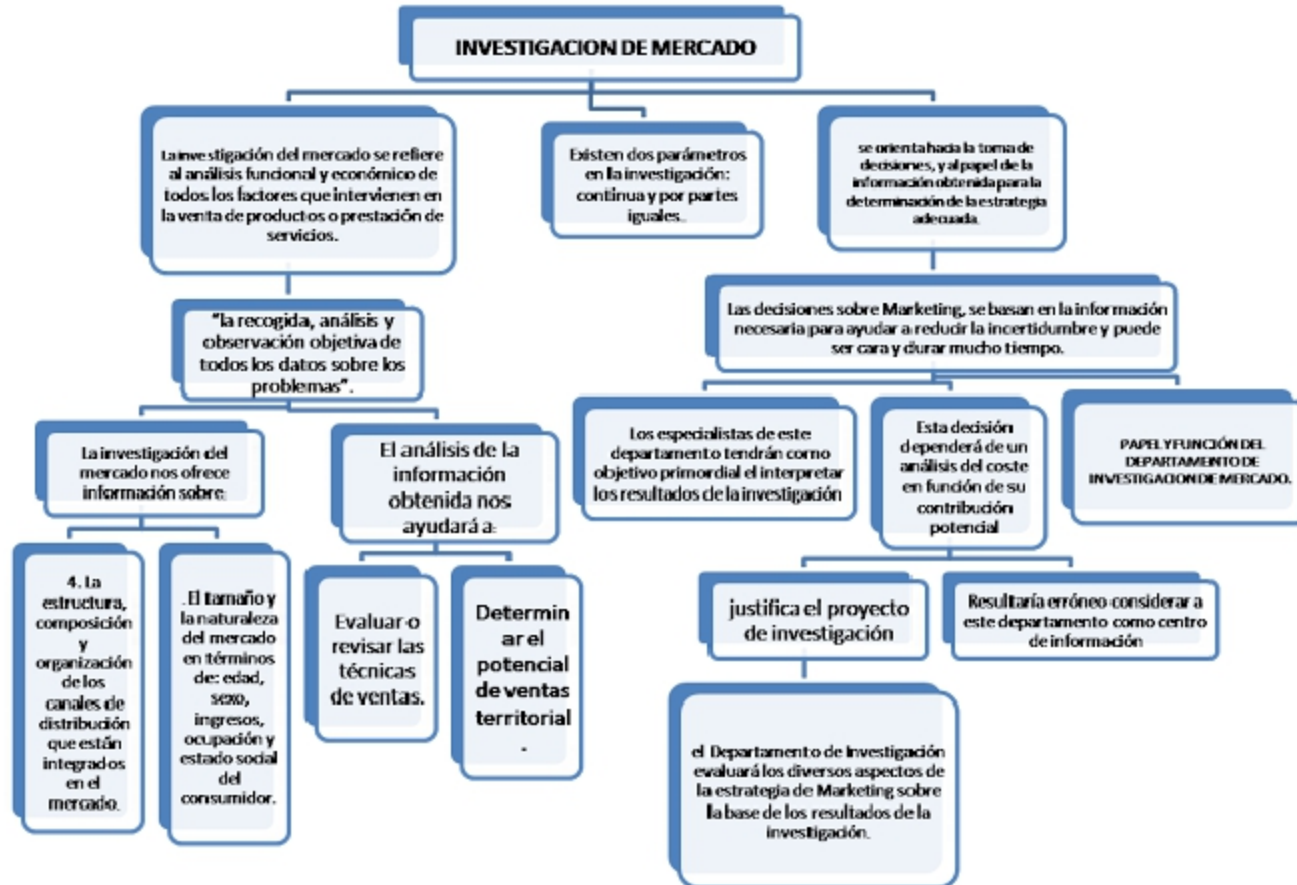 INVESTIGACION DE MERCADO
La investigación del mercado se refiere
al análisis funcional y económico de
todos los factores que intervienen en
la venta de productos o prestación de
servicios.
Existen dos parámetros
en la investigación:
continua y por partes
iguales.
se orienta hacia la toma de
decisiones, y al papel de la
información obtenida para la
determinación de la estrategia
adecuada.
"la recogida, análisis y
observación objetiva de
todos los datos sobre los
problemas".
Las decisiones sobre Marketing, se basan en la información
necesaria para ayudar a reducir la incertidumbre y puede
ser cara y durar mucho tiempo.
La investigación del
mercado nos ofrece
información sobre:
El análisis de la
información
obtenida nos
ayudará a:
Los especialistas de este
departamento tendrán como
objetivo primordial el interpretar
los resultados de la investigación
Esta decisión
dependerá de un
análisis del coste
en función de su
contribución
potencial
PAPEL Y FUNCIÓN DEL
DEPARTAMENTO DE
INVESTIGACION DE MERCADO.
4. La
estructura,
composición
y
organización
de los
canales de
distribución
que están
integrados
en el
mercado.
. El tamaño y
la naturaleza
del mercado
en términos
de: edad,
sexo,
ingresos,
ocupación y
estado social
del
consumidor.
Evaluar o
revisar las
técnicas
de ventas.
Determin
ar el
potencial
de ventas
territorial
.
justifica el proyecto
de investigación
Resultaría erróneo considerar a
este departamento como centro
de información
el Departamento de Investigación
evaluará los diversos aspectos de
la estrategia de Marketing sobre
la base de los resultados de la
investigación.